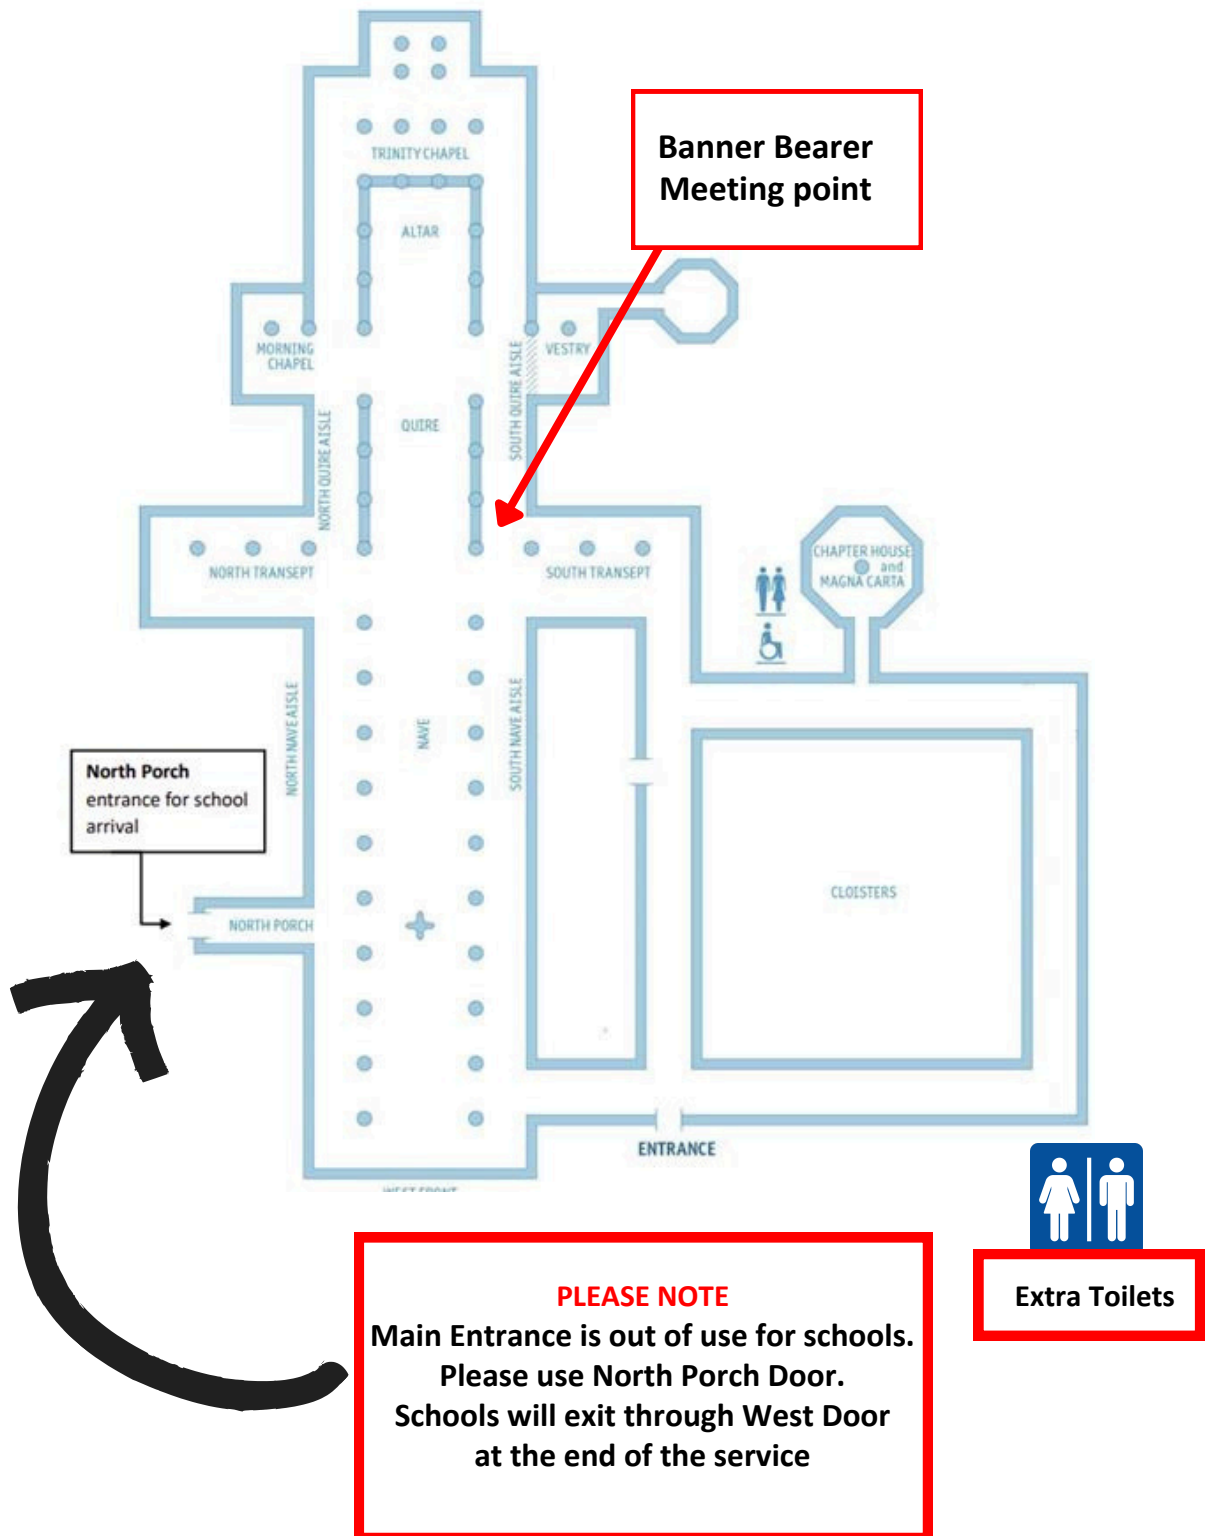 TRINITY CHAPEL
Banner Bearer
Meeting point
ALTAR
MORNING
CHAPEL
VESTRY
SOUTH QUIRE AISLE
QUIRE
NORTH QUIRE AISLE
NORTH TRANSEPT
SOUTH TRANSEPT
CHAPTER HOUSE
and
MAGNA CARTA
NORTH NAVE AISLE
NAVE
SOUTH NAVE AISLE
North Porch
entrance for school
arrival
NORTH PORCH
CLOISTERS
ENTRANCE
WEST FRONT
PLEASE NOTE
Main Entrance is out of use for schools.
Please use North Porch Door.
Schools will exit through West Door
at the end of the service
Extra Toilets